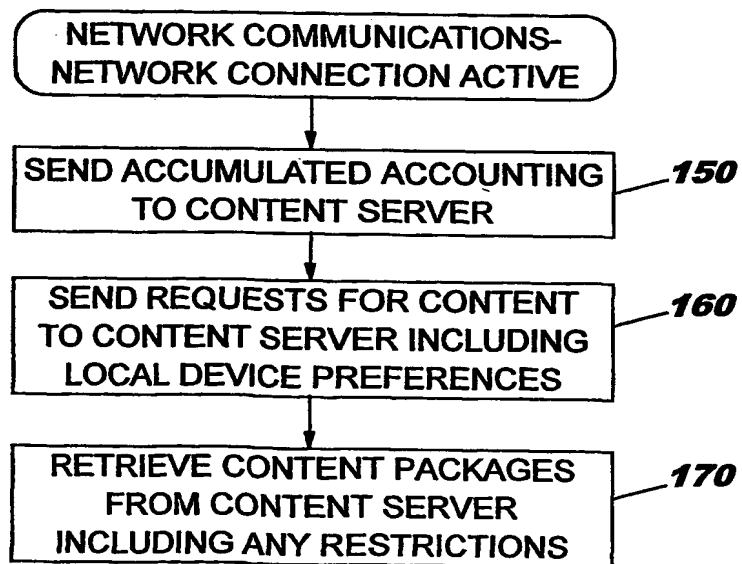 NETWORK COMMUNICATIONS-
NETWORK CONNECTION ACTIVE
SEND ACCUMULATED ACCOUNTING
TO CONTENT SERVER
150
SEND REQUESTS FOR CONTENT
TO CONTENT SERVER INCLUDING
LOCAL DEVICE PREFERENCES
160
RETRIEVE CONTENT PACKAGES
FROM CONTENT SERVER
INCLUDING ANY RESTRICTIONS
170